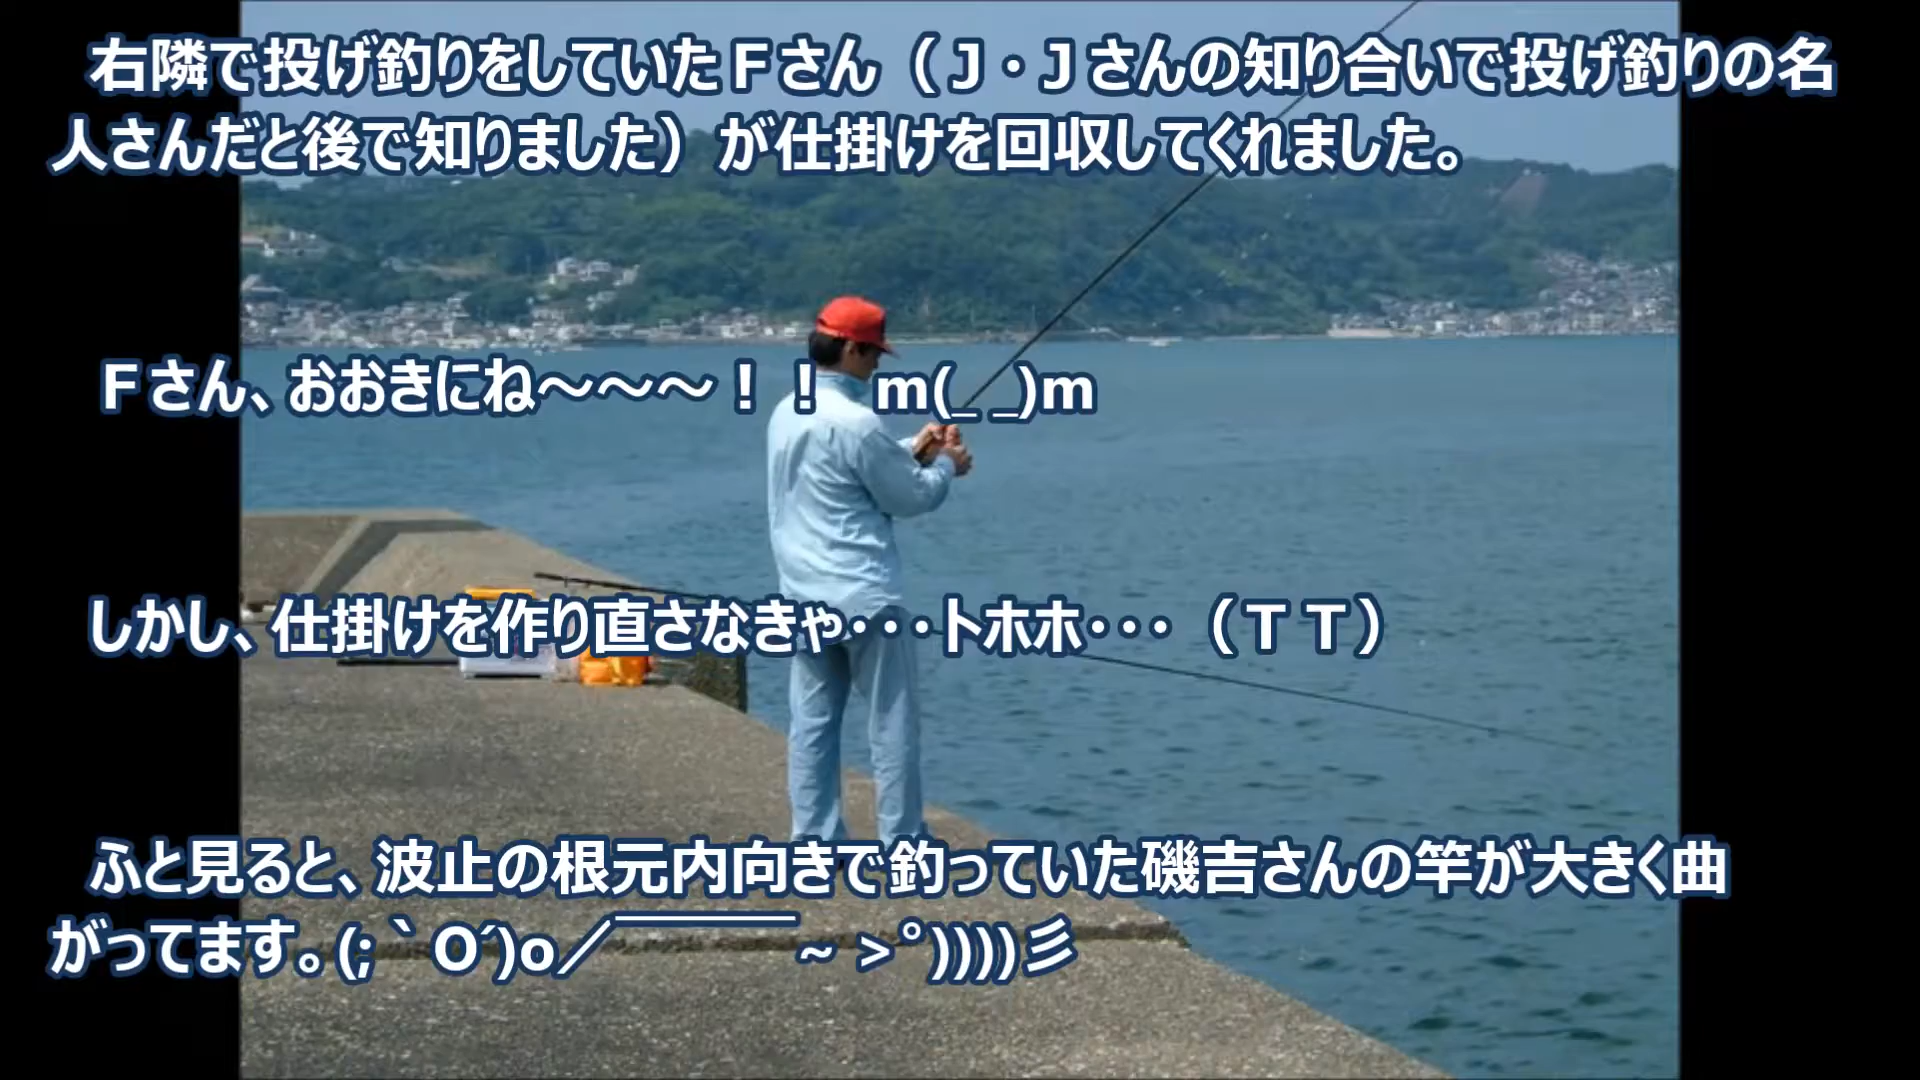 右隣で投げ釣りをしていたＦさん（Ｊ・Ｊさんの知り合いで投げ釣りの名
人さんだと後で知りました）が仕掛けを回収してくれました。
Ｆさん、おおきにね～～～！！　m(_ _)m
しかし、仕掛けを作り直さなきゃ･･･トホホ･･･（ＴＴ）
ふと見ると、波止の根元内向きで釣っていた磯吉さんの竿が大きく曲
がってます。(;｀O´)o／￣￣￣~ >゜))))彡